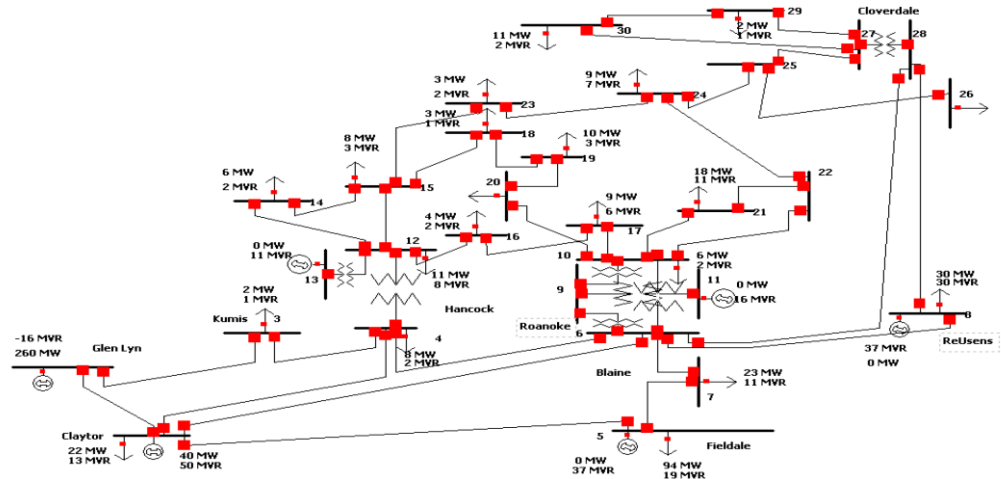 29
Cloverdale
2 MW
1 MVR
11 MW
2 MVR
30
27
28
25
26
9 MW
7 MVR
24
3 MW
2 MVR
23
3 MW
1 MVR
18
8 MW
3 MVR
10 MW
3 MVR
19
15
20
18 MW
11 MVR
22
6 MW
2 MVR
14
4 MW
2 MVR
16
9 MW
6 MVR
17
21
0 MW
11 MVR
12
13
10
6 MW
2 MVR
11 MW
8 MVR
11
0 MW
16 MVR
9
2 MW
1 MVR
Hancock
30 MW
30 MVR
Kumis
3
4
Roanoke
6
8
ReUsens
-16 MVR
260 MW
Glen Lyn
8 MW
2 MVR
37 MVR
0 MW
Blaine
23 MW
11 MVR
7
Claytor
22 MW
13 MVR
40 MW
50 MVR
5
Fieldale
0 MW
37 MVR
94 MW
19 MVR